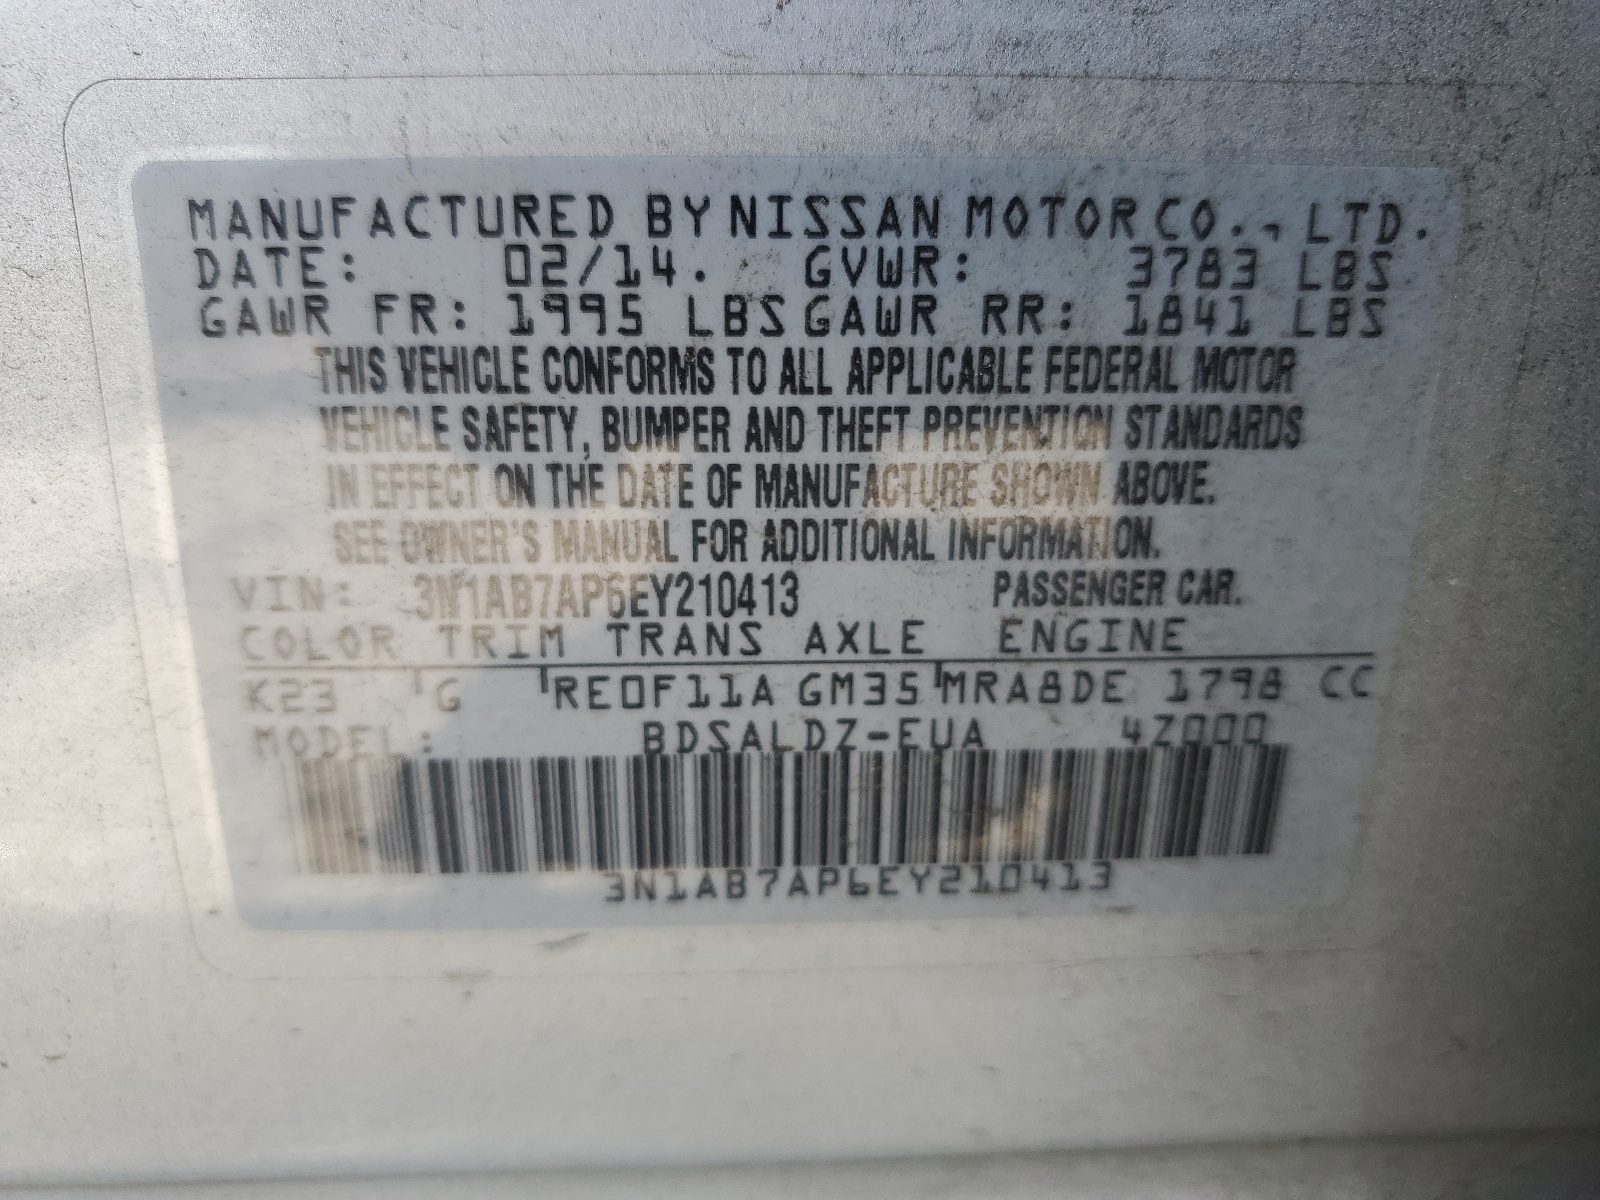 MANUFACTURED BY NISSAN MOTOR CO., LTD.
DATE: 02/14. GVWR: 3783 LBS
GAWR FR: 1995 LBS GAWR RR: 1841 LBS
THIS VEHICLE CONFORMS TO ALL APPLICABLE FEDERAL MOTOR
VEHICLE SAFETY, BUMPER AND THEFT PREVENTION STANDARDS
IN EFFECT ON THE DATE OF MANUFACTURE SHOWN ABOVE.
SEE OWNER'S MANUAL FOR ADDITIONAL INFORMATION.
VIN: 3N1AB7AP6EY210413 PASSENGER CAR.
COLOR TRIM TRANS AXLE ENGINE
K23 G RE0F11A GM35 MRA8DE 1798 CC
MODEL: BDSALDZ-EUA 4Z000
3N1AB7AP6EY210413